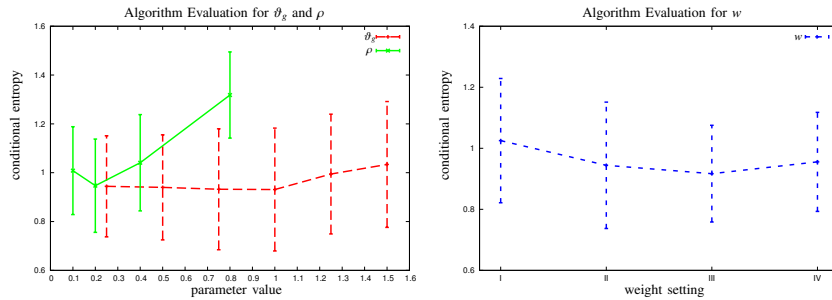 Algorithm Evaluation for ϑg and ρ
conditional entropy
1.6
1.4
1.2
1
0.8
0.6
ϑg
ρ
0 0.1 0.2 0.3 0.4 0.5 0.6 0.7 0.8 0.9 1 1.1 1.2 1.3 1.4 1.5 1.6
parameter value
Algorithm Evaluation for w
conditional entropy
1.4
1.2
1
0.8
0.6
w
I II III IV
weight setting